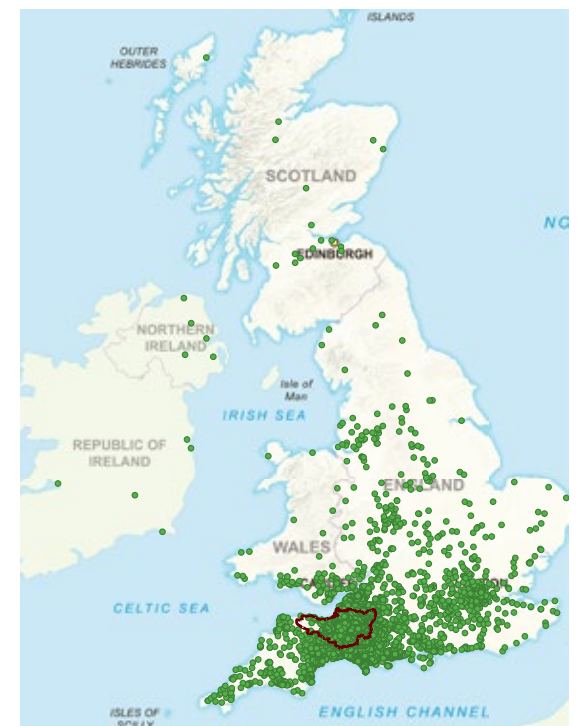 ISLANDS
OUTER
HEBRIDES
SCOTLAND
NO
EDINBURGH
NORTHERN
IRELAND
Isle of
Man
IRISH SEA
REPUBLIC OF
IRELAND
ENGLAND
WALES
CELTIC SEA
ISLES OF
SCILLY
ENGLISH CHANNEL